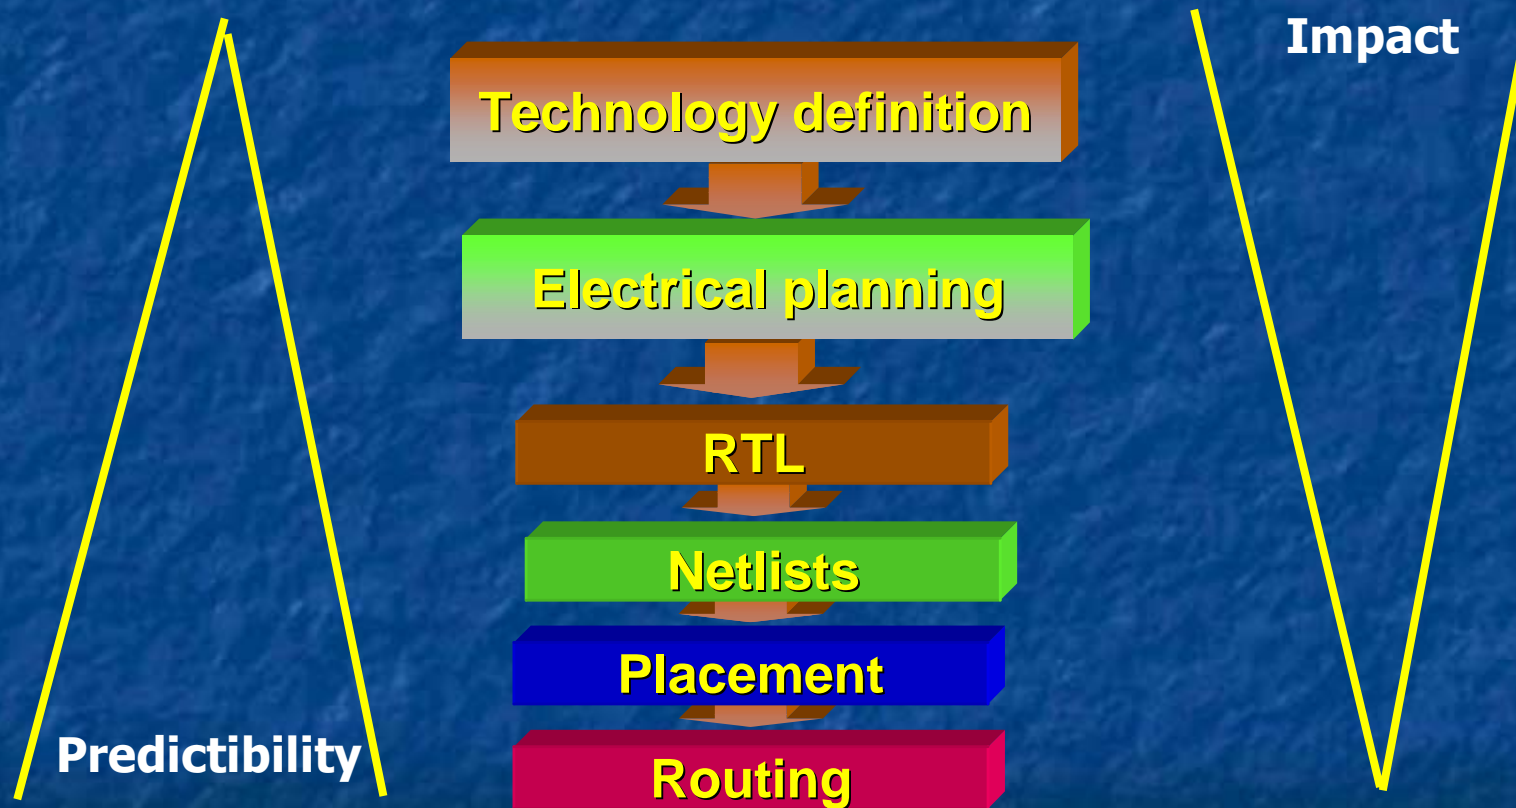 Impact
Technology definition
Electrical planning
RTL
Netlists
Placement
Predictibility
Routing